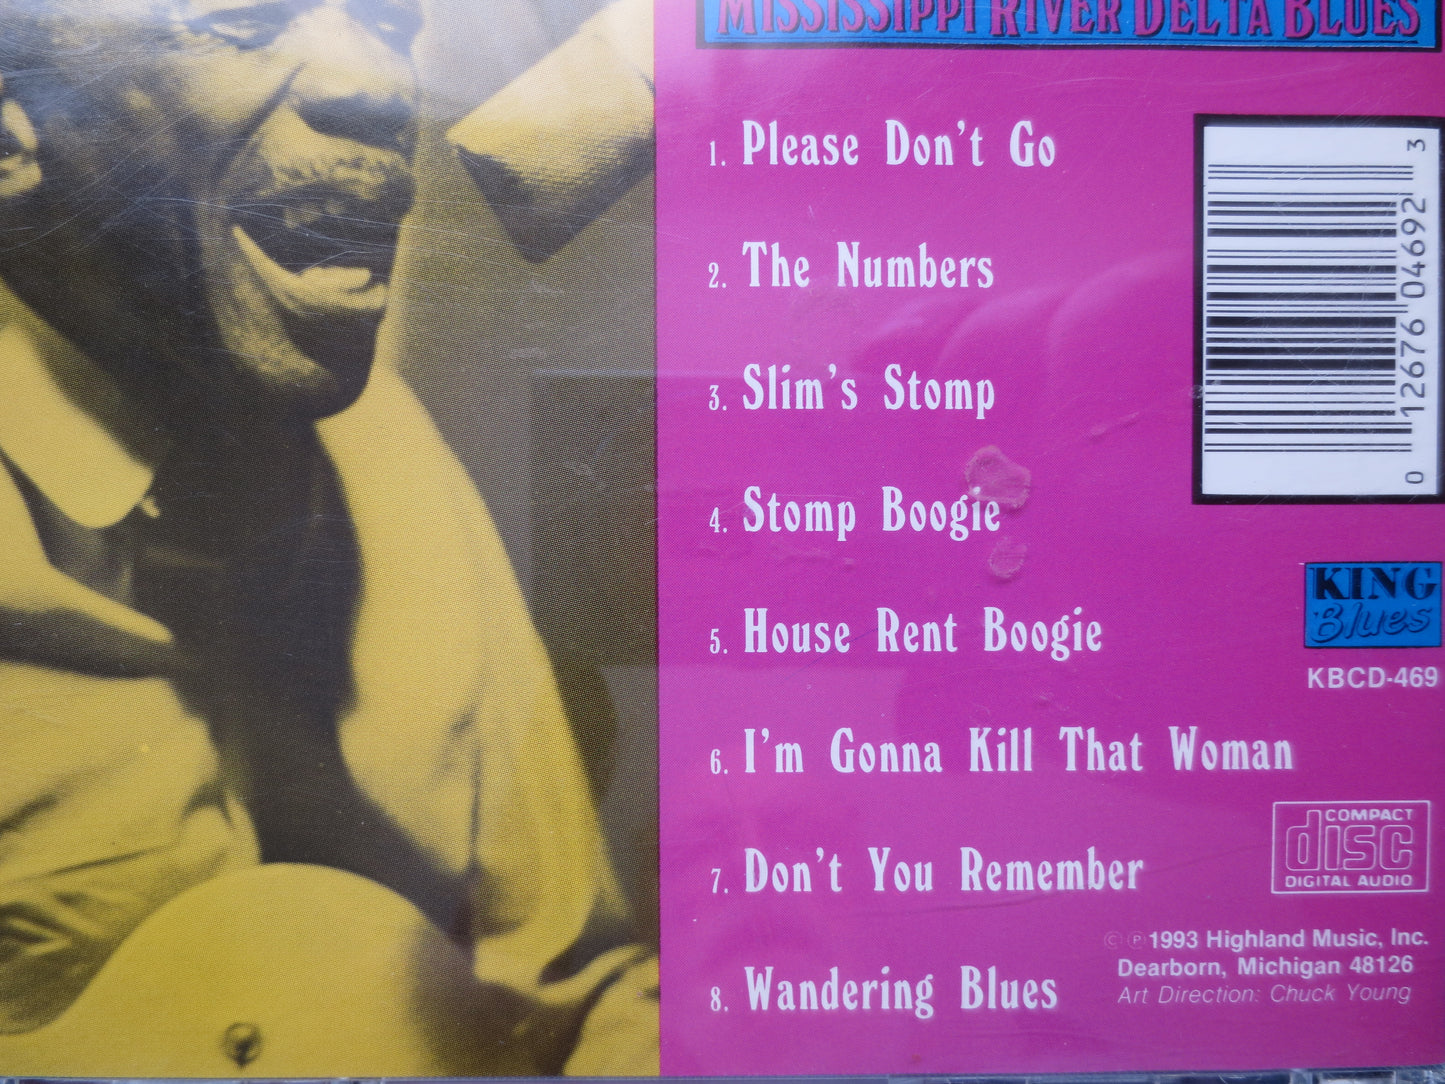 MISSISSIPPI RIVER DELTA BLUES
1. Please Don't Go
2. The Numbers
3. Slim's Stomp
4. Stomp Boogie
5. House Rent Boogie
6. I'm Gonna Kill That Woman
7. Don't You Remember
8. Wandering Blues
0 12676 04692 3
KING
Blues
KBCD-469
COMPACT
disc
DIGITAL AUDIO
© ℗ 1993 Highland Music, Inc.
Dearborn, Michigan 48126
Art Direction: Chuck Young